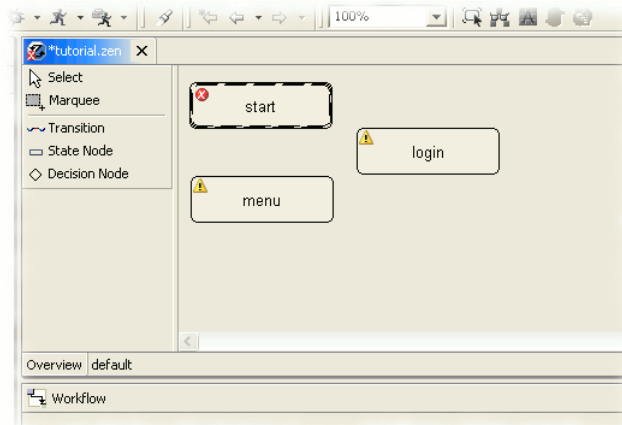 100%
*tutorial.zen
Select
Marquee
Transition
State Node
Decision Node
start
login
menu
Overview default
Workflow